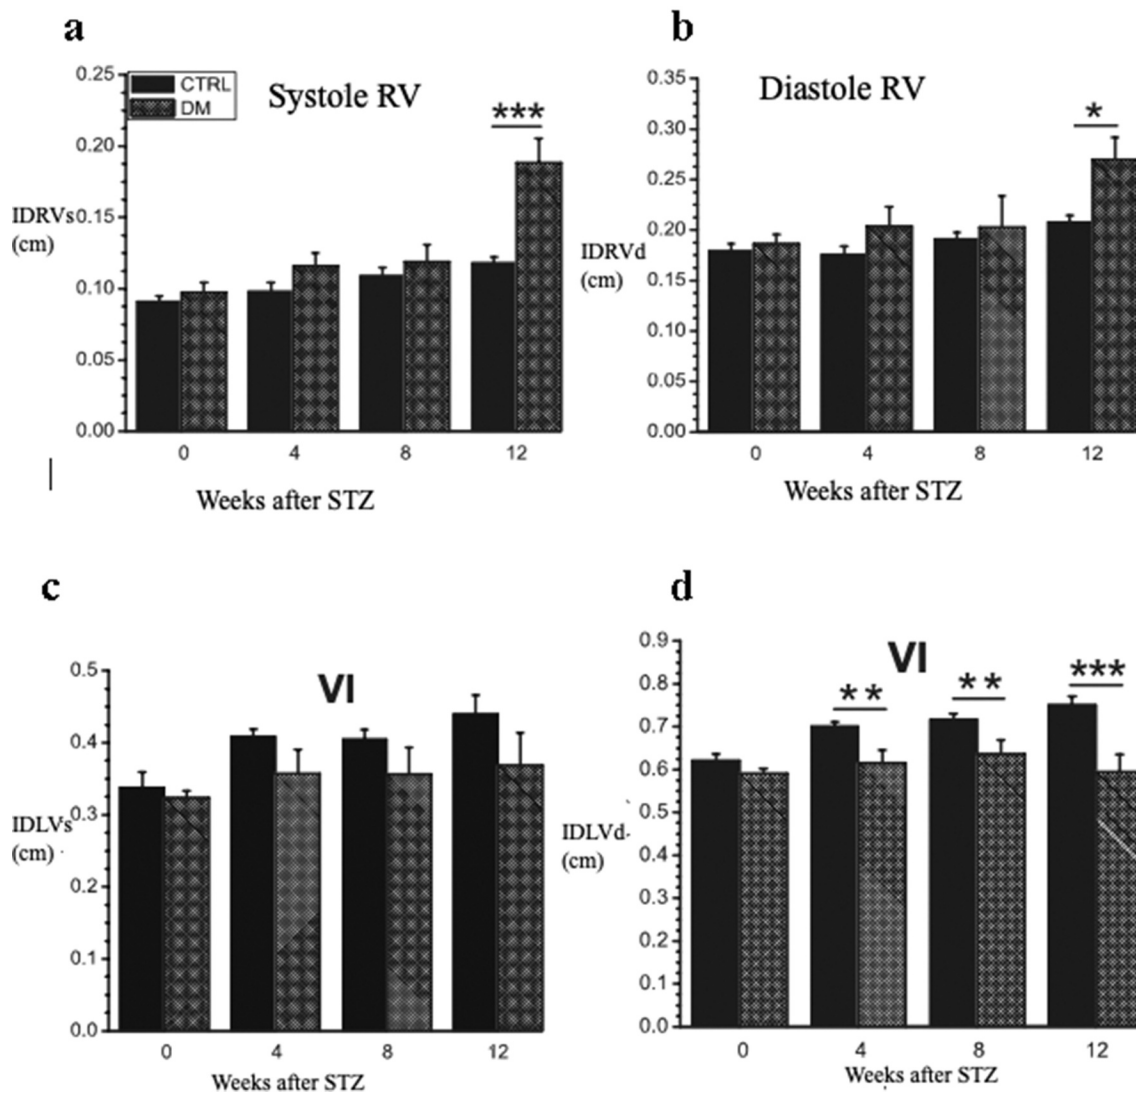 a
Systole RV
CTRL
DM
***
0.25
0.20
0.15
0.10
0.05
0.00
IDRVs
(cm)
0 4 8 12
Weeks after STZ
b
Diastole RV
*
0.35
0.30
0.25
0.20
0.15
0.10
0.05
0.00
IDRVd
(cm)
0 4 8 12
Weeks after STZ
c
VI
0.5
0.4
0.3
0.2
0.1
0.0
IDLVs
(cm)
0 4 8 12
Weeks after STZ
d
VI
** ** ***
0.9
0.8
0.7
0.6
0.5
0.4
0.3
0.2
0.1
0.0
IDLVd
(cm)
0 4 8 12
Weeks after STZ